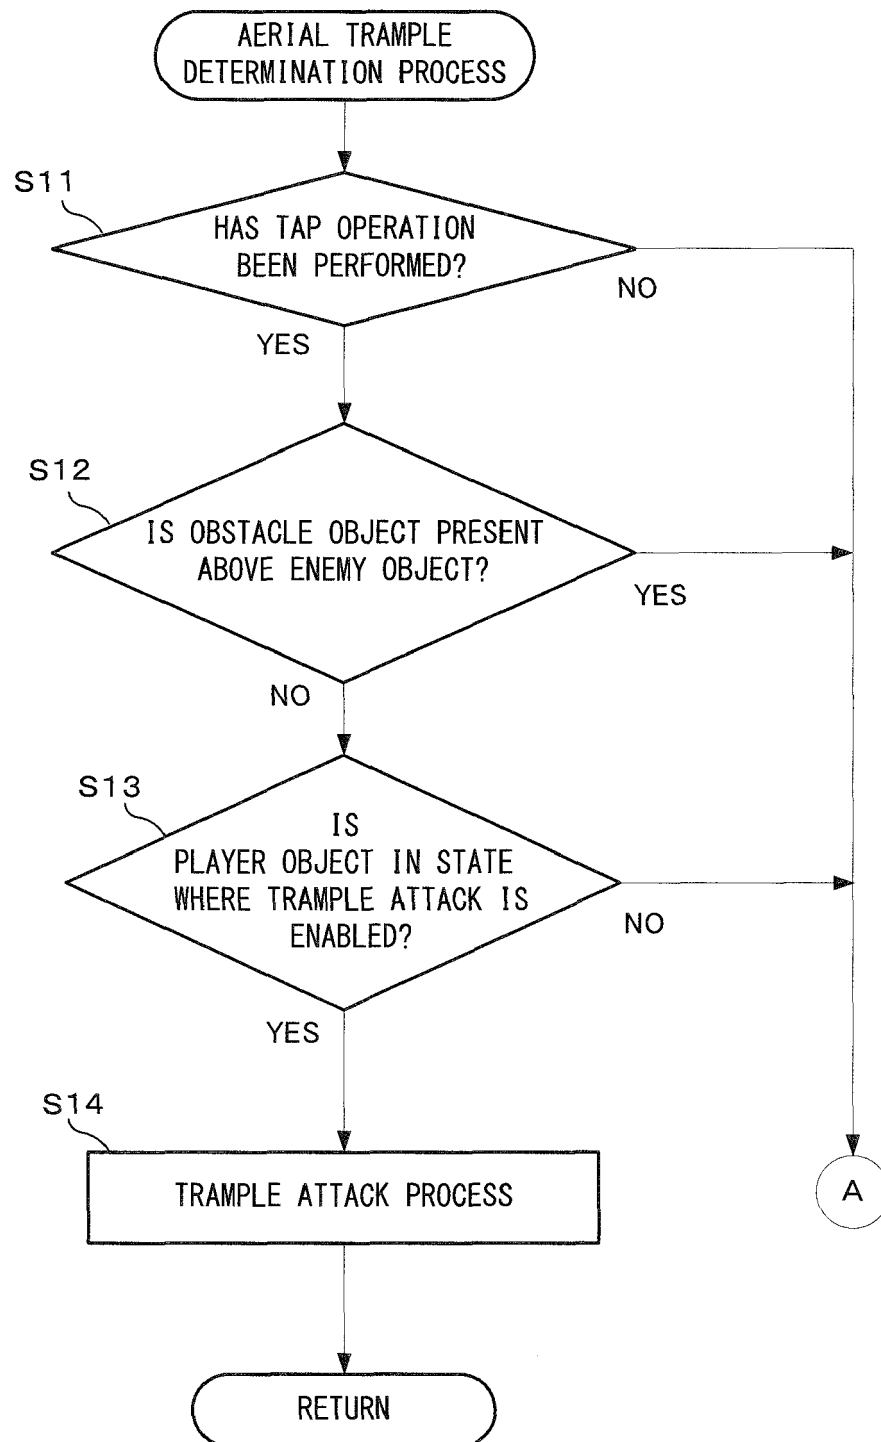 AERIAL TRAMPLE
DETERMINATION PROCESS
S11
HAS TAP OPERATION
BEEN PERFORMED?
NO
YES
S12
IS OBSTACLE OBJECT PRESENT
ABOVE ENEMY OBJECT?
YES
NO
S13
IS
PLAYER OBJECT IN STATE
WHERE TRAMPLE ATTACK IS
ENABLED?
NO
YES
S14
TRAMPLE ATTACK PROCESS
A
RETURN